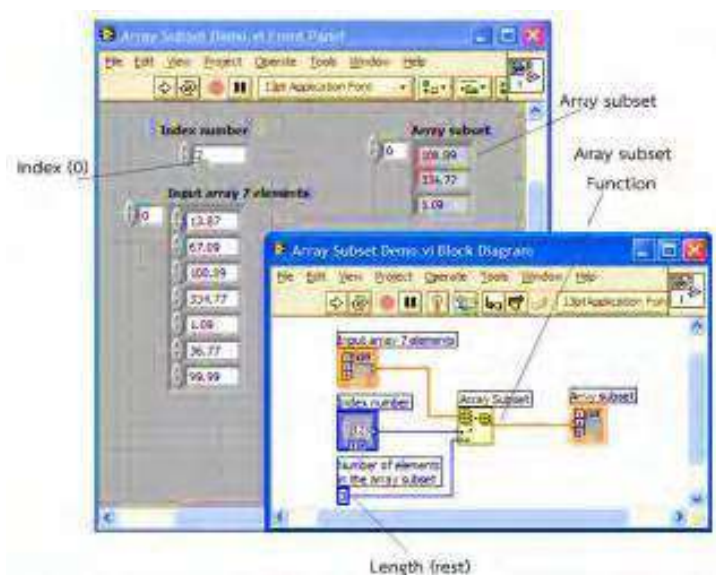 Array Subset Demo.vi Front Panel
File Edit View Project Operate Tools Window Help
13pt Application Font
Index number
Array subset
Array subset
Index (0)
0
100.99
334.77
1.09
Array subset
Function
Input array 7 elements
0
13.87
67.09
100.99
334.77
1.09
36.77
99.99
Array Subset Demo.vi Block Diagram
File Edit View Project Operate Tools Window Help
13pt Application Font
Input array 7 elements
Index number
Array Subset
Array subset
Number of elements
in the array subset
Length (rest)